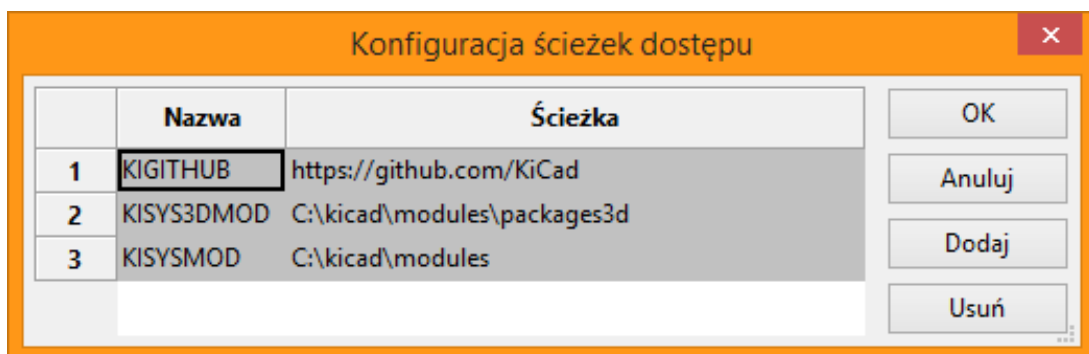 Konfiguracja ścieżek dostępu
Nazwa Ścieżka
1 KIGITHUB https://github.com/KiCad
2 KISYS3DMOD C:\kicad\modules\packages3d
3 KISYSMOD C:\kicad\modules
OK
Anuluj
Dodaj
Usuń